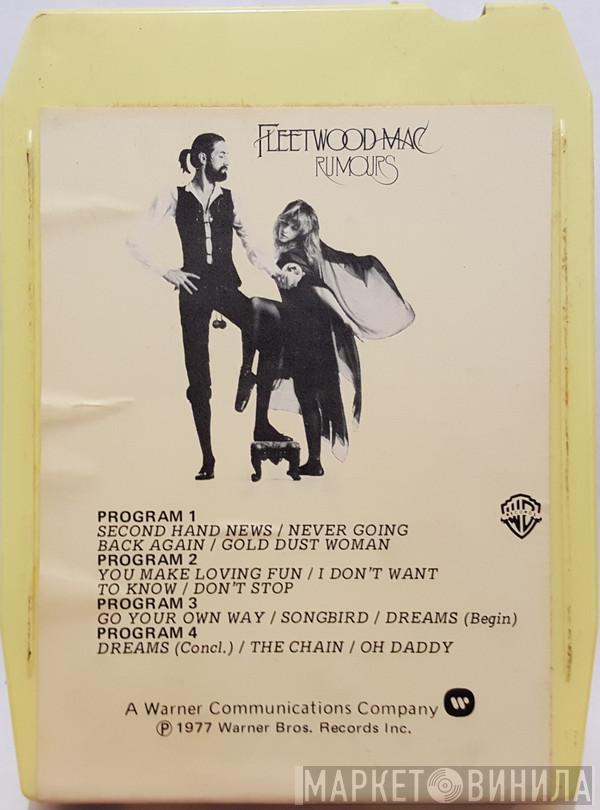 FLEETWOOD MAC
RUMOURS
PROGRAM 1
SECOND HAND NEWS / NEVER GOING
BACK AGAIN / GOLD DUST WOMAN
PROGRAM 2
YOU MAKE LOVING FUN / I DON'T WANT
TO KNOW / DON'T STOP
PROGRAM 3
GO YOUR OWN WAY / SONGBIRD / DREAMS (Begin)
PROGRAM 4
DREAMS (Concl.) / THE CHAIN / OH DADDY
A Warner Communications Company
Ⓟ 1977 Warner Bros. Records Inc.
МАРКЕТ ВИНИЛА